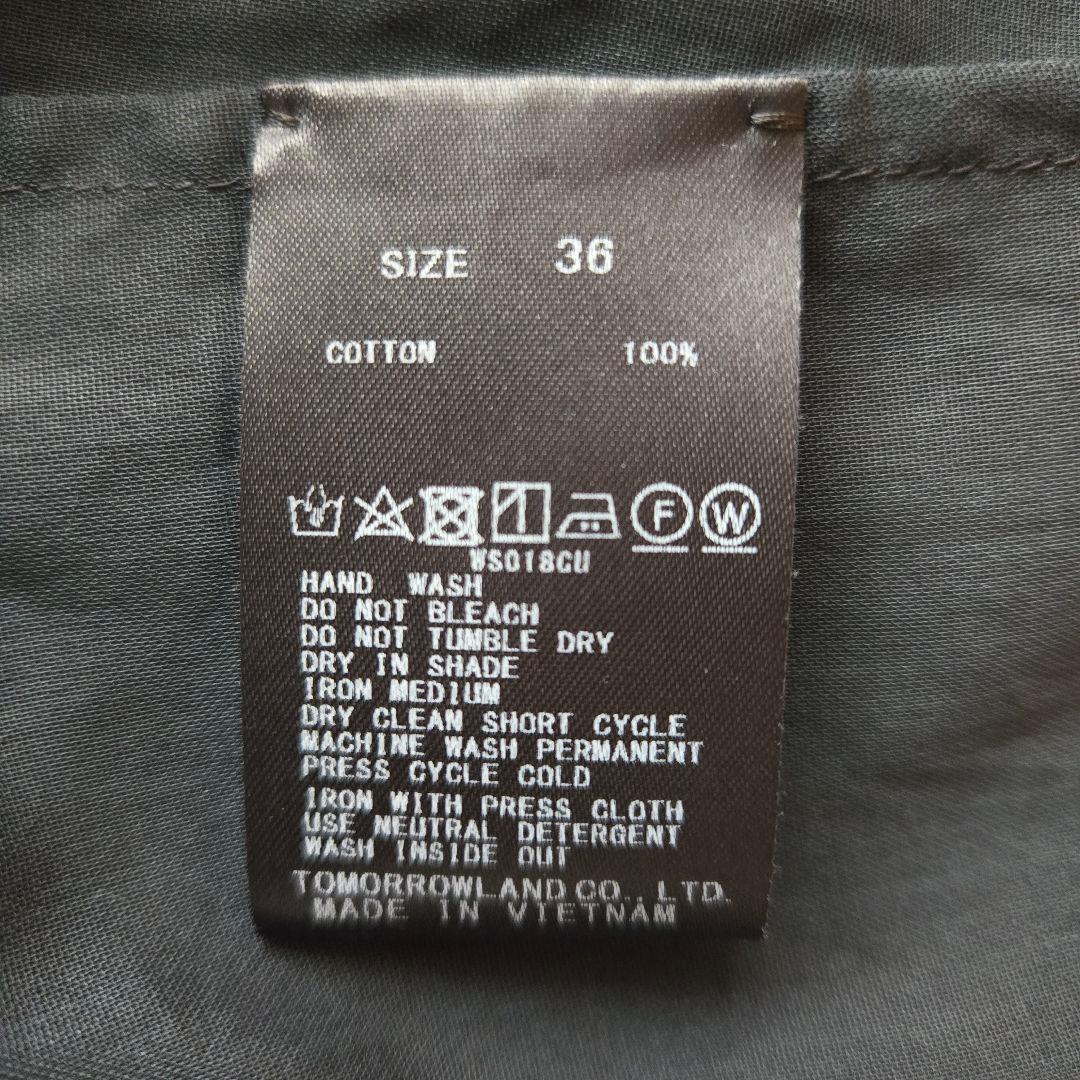 SIZE 36
COTTON 100%
F W
WS018CU
HAND WASH
DO NOT BLEACH
DO NOT TUMBLE DRY
DRY IN SHADE
IRON MEDIUM
DRY CLEAN SHORT CYCLE
MACHINE WASH PERMANENT
PRESS CYCLE COLD
IRON WITH PRESS CLOTH
USE NEUTRAL DETERGENT
WASH INSIDE OUT
TOMORROWLAND CO., LTD.
MADE IN VIETNAM